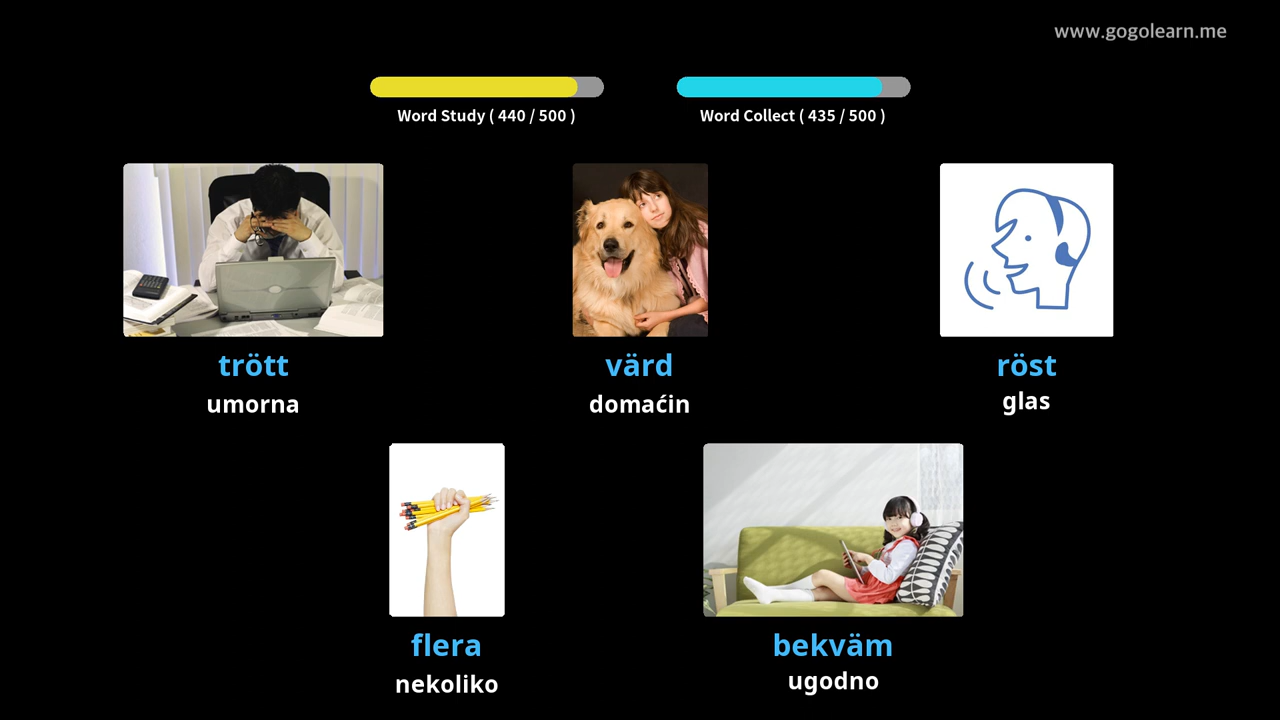 www.gogolearn.me
Word Study ( 440 / 500 )
Word Collect ( 435 / 500 )
trött
umorna
värd
domaćin
röst
glas
flera
nekoliko
bekväm
ugodno